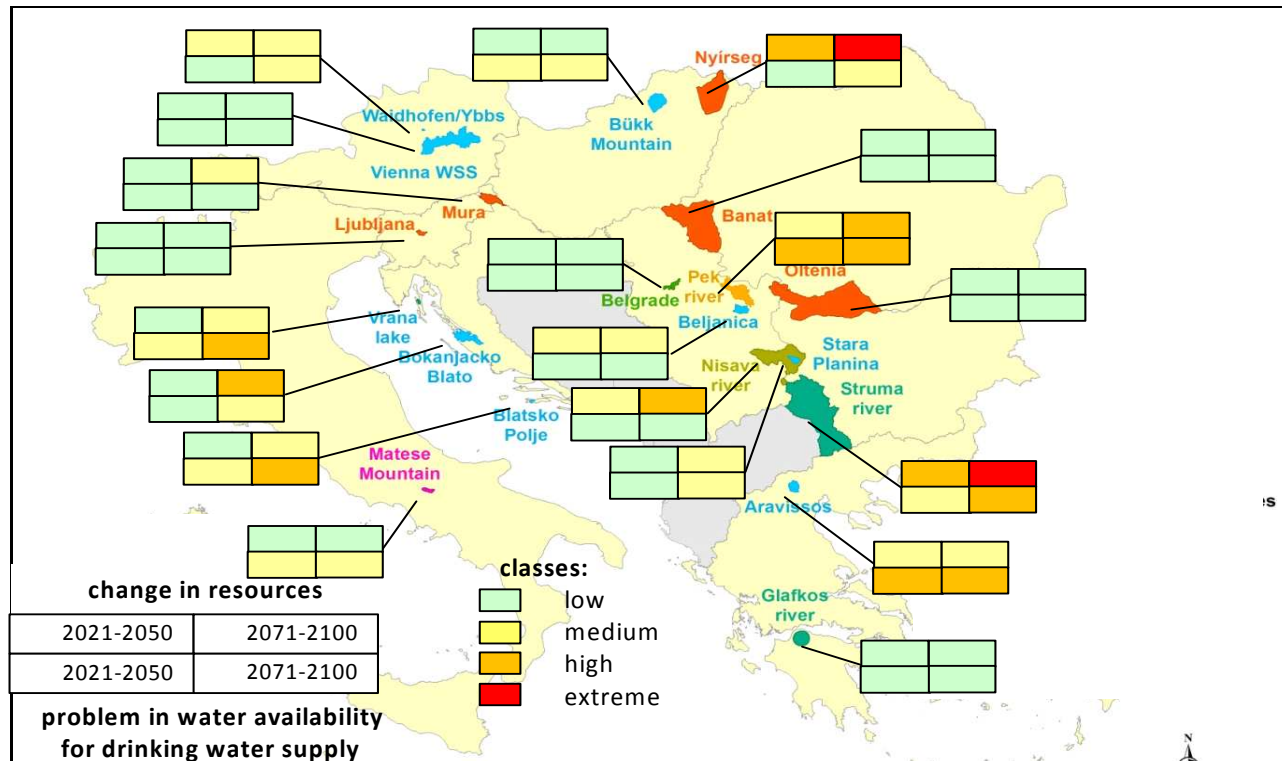 Nyirseg
Waidhofen/Ybbs
Bükk
Mountain
Vienna WSS
Mura
Ljubljana
Banat
Oltenia
Pek
river
Belgrade
Beljanica
Vrana
lake
Bokanjacko
Blato
Stara
Planina
Nisava
river
Struma
river
Blatsko
Polje
Matese
Mountain
Aravissos
es
Glafkos
river
change in resources
2021-2050 2071-2100
2021-2050 2071-2100
problem in water availability
for drinking water supply
classes:
low
medium
high
extreme
N